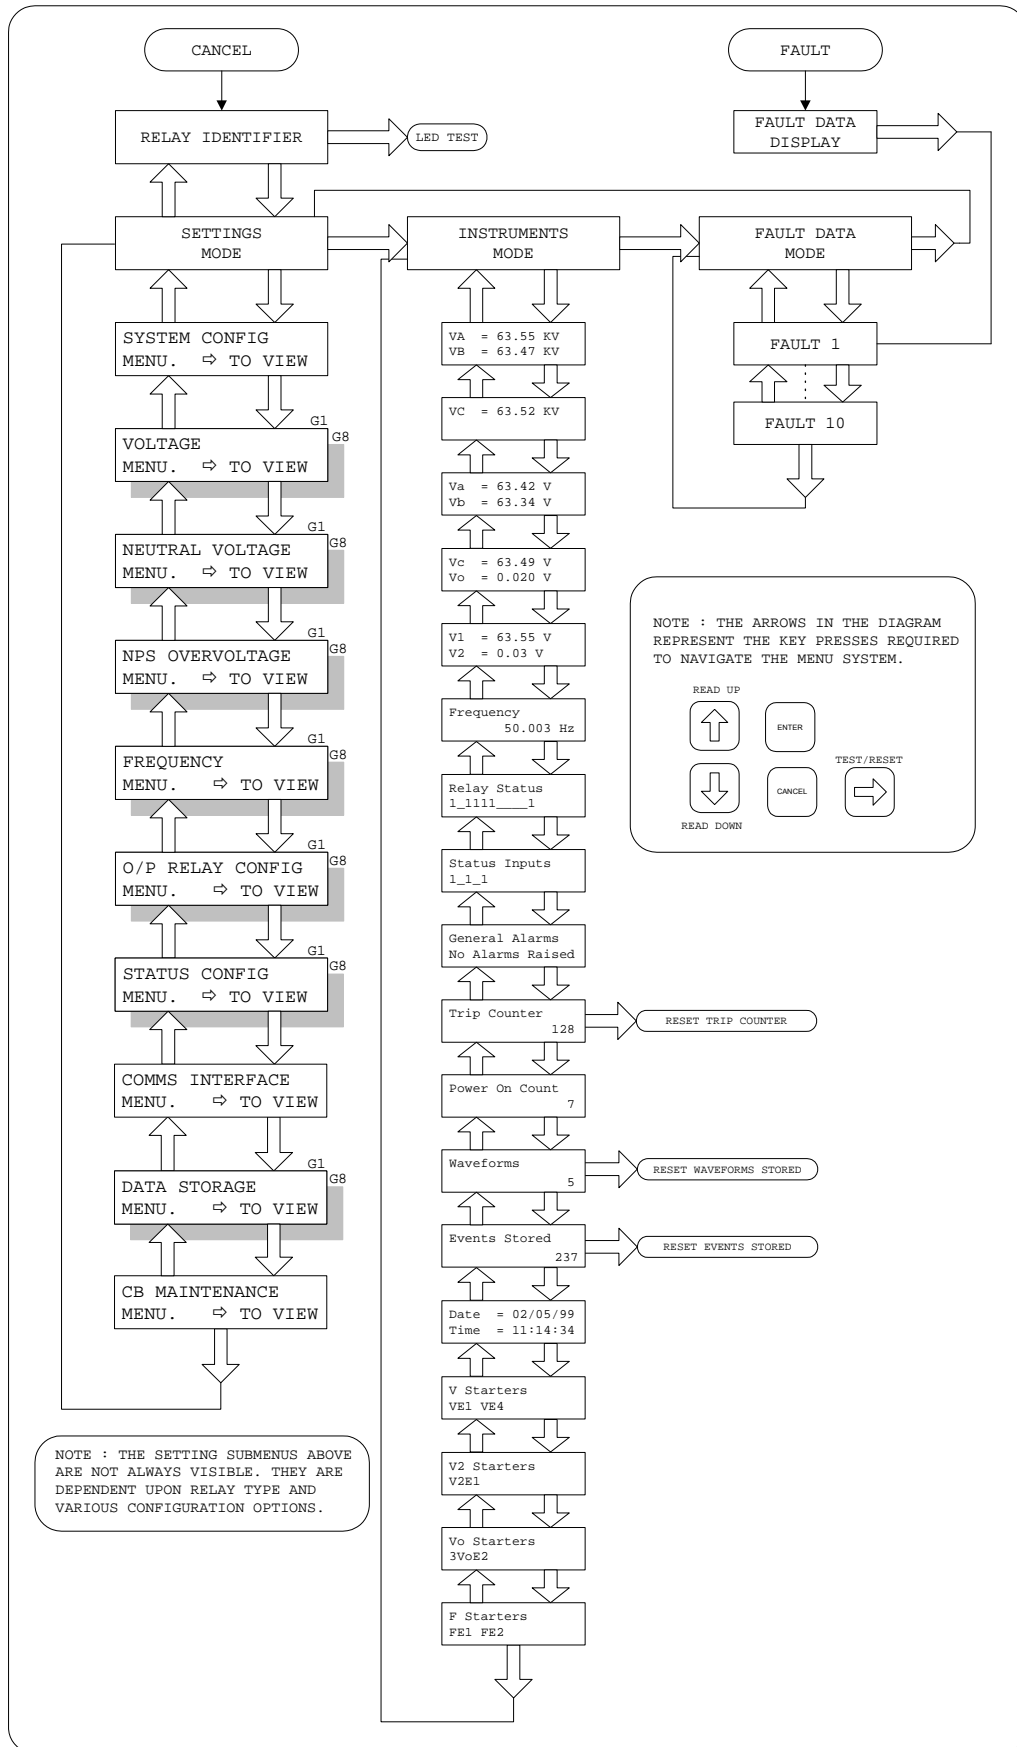 CANCEL
RELAY IDENTIFIER
LED TEST
SETTINGS
MODE
SYSTEM CONFIG
MENU. ⇨ TO VIEW
G1
G8
VOLTAGE
MENU. ⇨ TO VIEW
G1
G8
NEUTRAL VOLTAGE
MENU. ⇨ TO VIEW
G1
G8
NPS OVERVOLTAGE
MENU. ⇨ TO VIEW
G1
G8
FREQUENCY
MENU. ⇨ TO VIEW
G1
G8
O/P RELAY CONFIG
MENU. ⇨ TO VIEW
G1
G8
STATUS CONFIG
MENU. ⇨ TO VIEW
COMMS INTERFACE
MENU. ⇨ TO VIEW
G1
G8
DATA STORAGE
MENU. ⇨ TO VIEW
CB MAINTENANCE
MENU. ⇨ TO VIEW
NOTE : THE SETTING SUBMENUS ABOVE
ARE NOT ALWAYS VISIBLE. THEY ARE
DEPENDENT UPON RELAY TYPE AND
VARIOUS CONFIGURATION OPTIONS.
INSTRUMENTS
MODE
VA = 63.55 KV
VB = 63.47 KV
VC = 63.52 KV
Va = 63.42 V
Vb = 63.34 V
Vc = 63.49 V
Vo = 0.020 V
V1 = 63.55 V
V2 = 0.03 V
Frequency
50.003 Hz
Relay Status
1_1111____1
Status Inputs
1_1_1
General Alarms
No Alarms Raised
Trip Counter
128
RESET TRIP COUNTER
Power On Count
7
Waveforms
5
RESET WAVEFORMS STORED
Events Stored
237
RESET EVENTS STORED
Date = 02/05/99
Time = 11:14:34
V Starters
VE1 VE4
V2 Starters
V2E1
Vo Starters
3VoE2
F Starters
FE1 FE2
FAULT
FAULT DATA
DISPLAY
FAULT DATA
MODE
FAULT 1
FAULT 10
NOTE : THE ARROWS IN THE DIAGRAM
REPRESENT THE KEY PRESSES REQUIRED
TO NAVIGATE THE MENU SYSTEM.
READ UP
ENTER
TEST/RESET
CANCEL
READ DOWN